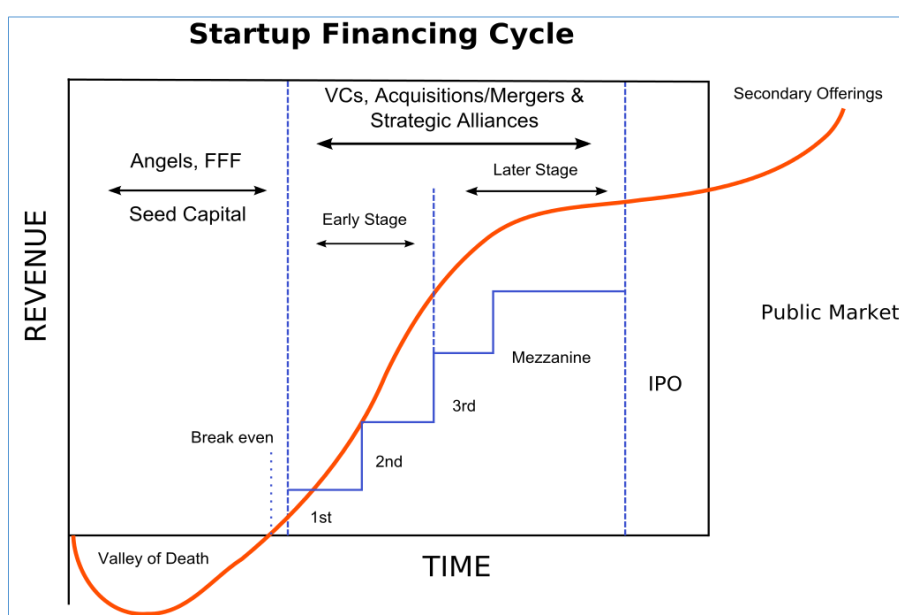 Startup Financing Cycle
VCs, Acquisitions/Mergers &
Strategic Alliances
Secondary Offerings
Angels, FFF
Seed Capital
Later Stage
Early Stage
REVENUE
Public Market
Mezzanine
IPO
3rd
Break even
2nd
1st
Valley of Death
TIME